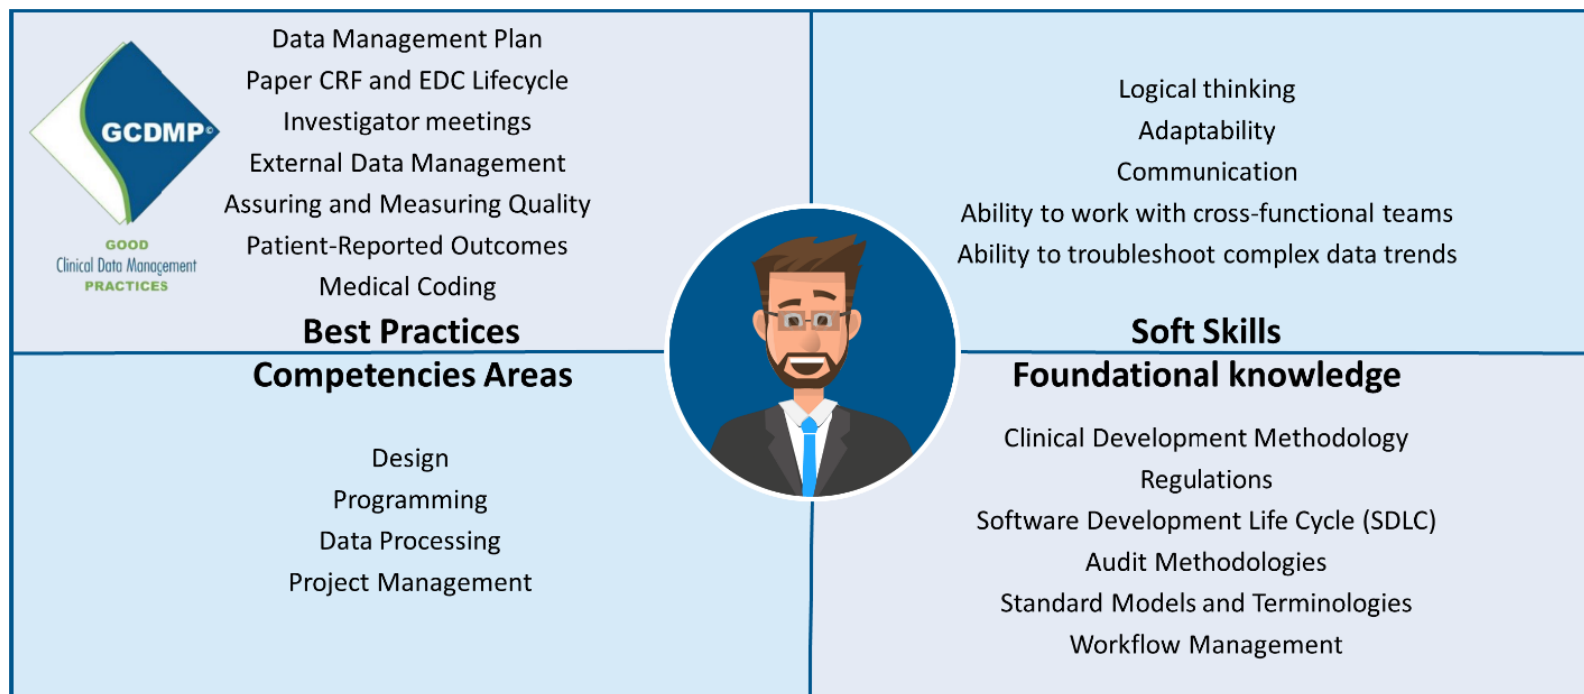 GCDMP©
GOOD
Clinical Data Management
PRACTICES
Data Management Plan
Paper CRF and EDC Lifecycle
Investigator meetings
External Data Management
Assuring and Measuring Quality
Patient-Reported Outcomes
Medical Coding
Best Practices
Logical thinking
Adaptability
Communication
Ability to work with cross-functional teams
Ability to troubleshoot complex data trends
Soft Skills
Competencies Areas
Design
Programming
Data Processing
Project Management
Foundational knowledge
Clinical Development Methodology
Regulations
Software Development Life Cycle (SDLC)
Audit Methodologies
Standard Models and Terminologies
Workflow Management